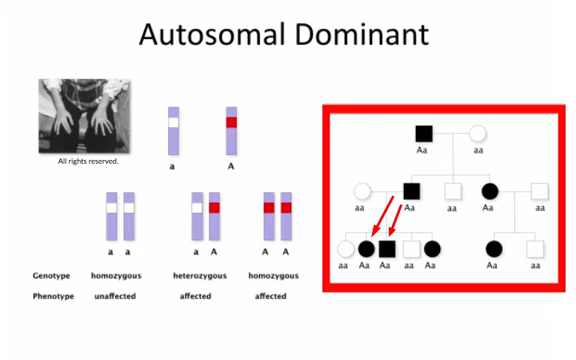 Autosomal Dominant
All rights reserved.
a A
a a a A A A
Genotype homozygous heterozygous homozygous
Phenotype unaffected affected affected
Aa aa
aa Aa aa Aa aa
aa Aa Aa aa Aa Aa aa